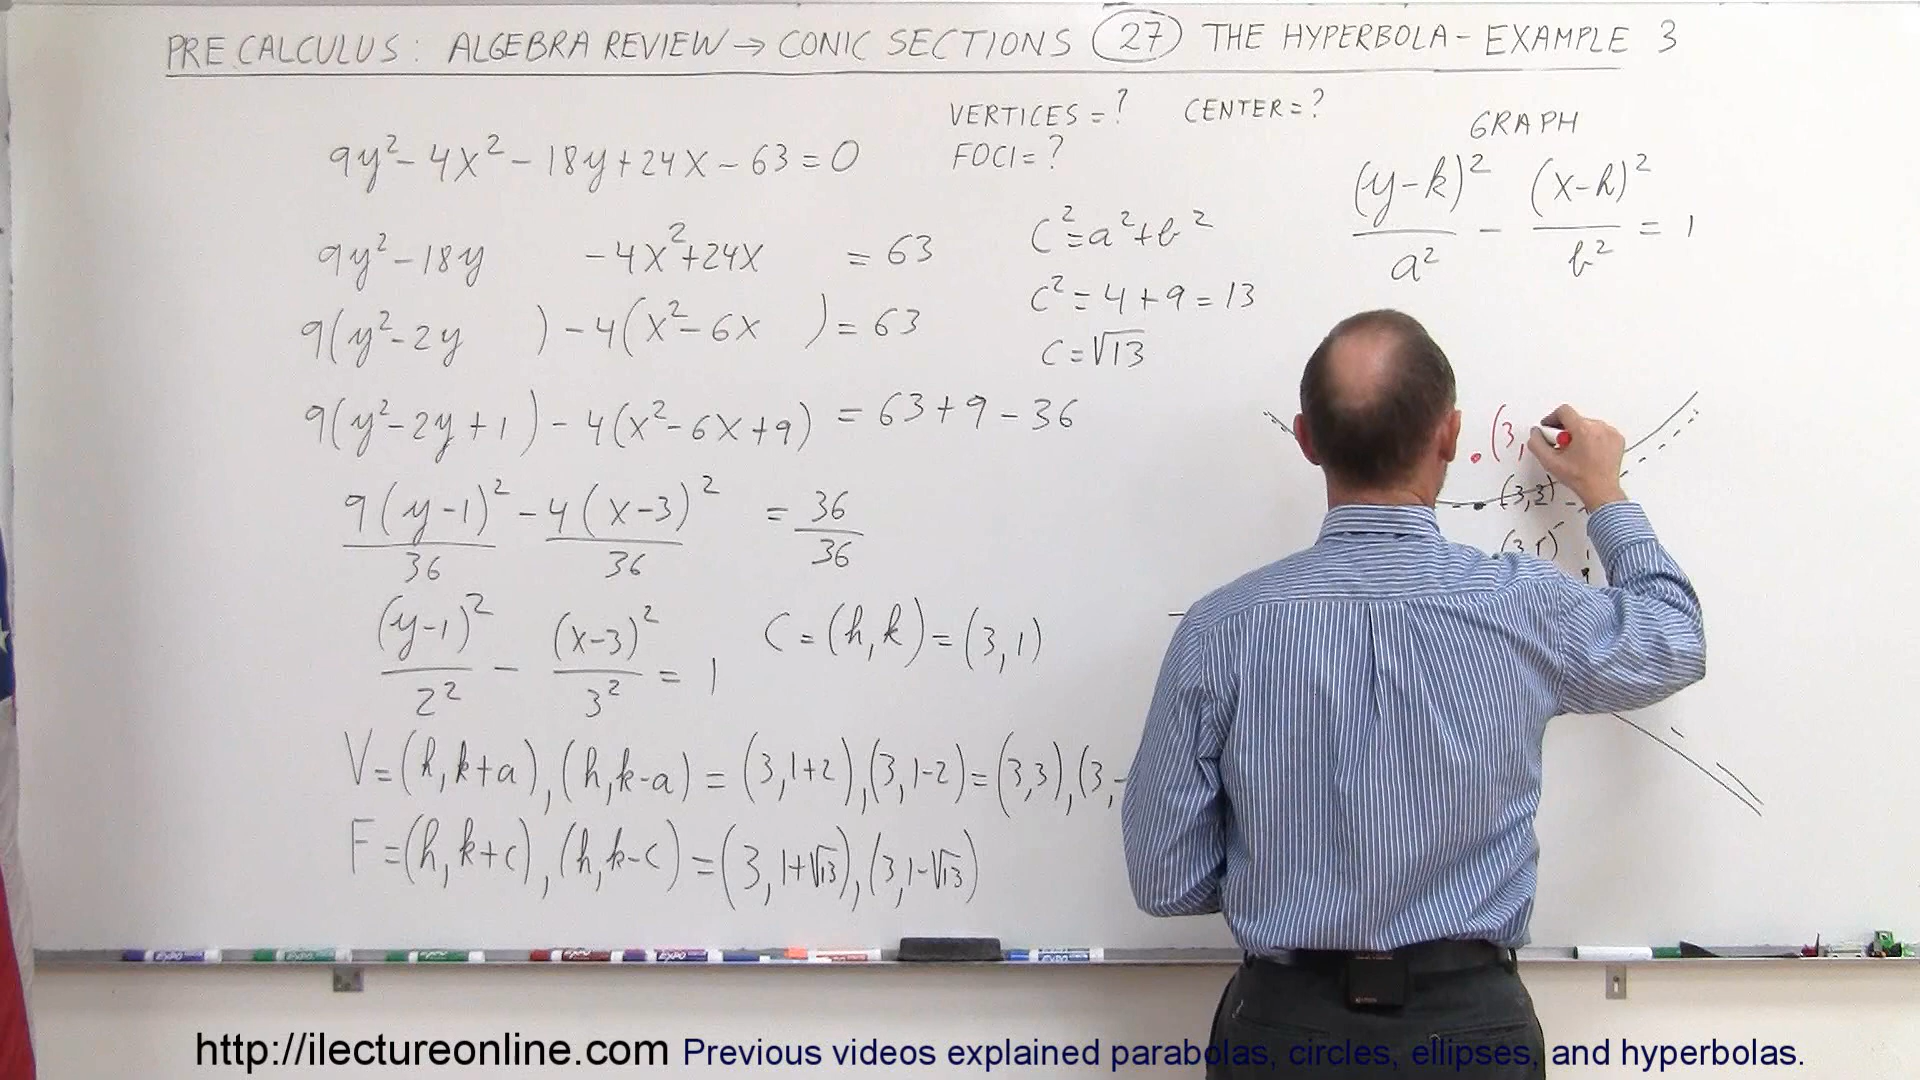 PRE CALCULUS: ALGEBRA REVIEW → CONIC SECTIONS (27) THE HYPERBOLA - EXAMPLE 3
VERTICES = ? CENTER = ?
FOCI = ?
GRAPH
9y² - 4x² - 18y + 24x - 63 = 0
(y-k)²/a² - (x-h)²/b² = 1
9y² - 18y - 4x² + 24x = 63
C² = a² + b²
9(y² - 2y ) - 4(x² - 6x ) = 63
C² = 4 + 9 = 13
C = √13
9(y² - 2y + 1) - 4(x² - 6x + 9) = 63 + 9 - 36
9(y-1)²/36 - 4(x-3)²/36 = 36/36
(y-1)²/2² - (x-3)²/3² = 1
C = (h, k) = (3, 1)
V = (h, k+a), (h, k-a) = (3, 1+2), (3, 1-2) = (3, 3), (3, -
F = (h, k+c), (h, k-c) = (3, 1+√13), (3, 1-√13)
(3,
(3,3)
(3,1)
EXPO
EXPO
http://ilectureonline.com Previous videos explained parabolas, circles, ellipses, and hyperbolas.